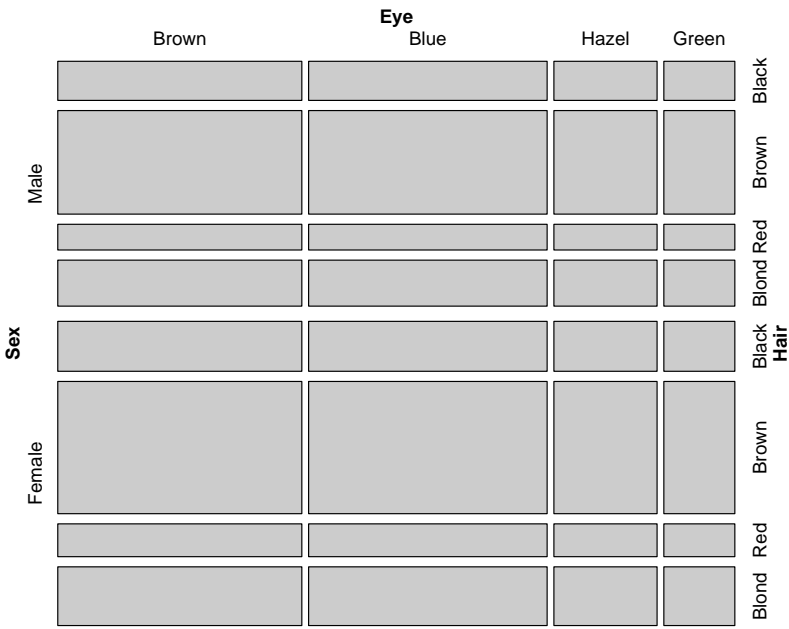 Eye
Brown Blue Hazel Green
Sex
Male
Female
Black
Brown
Red
Blond
Black
Brown
Red
Blond
Hair